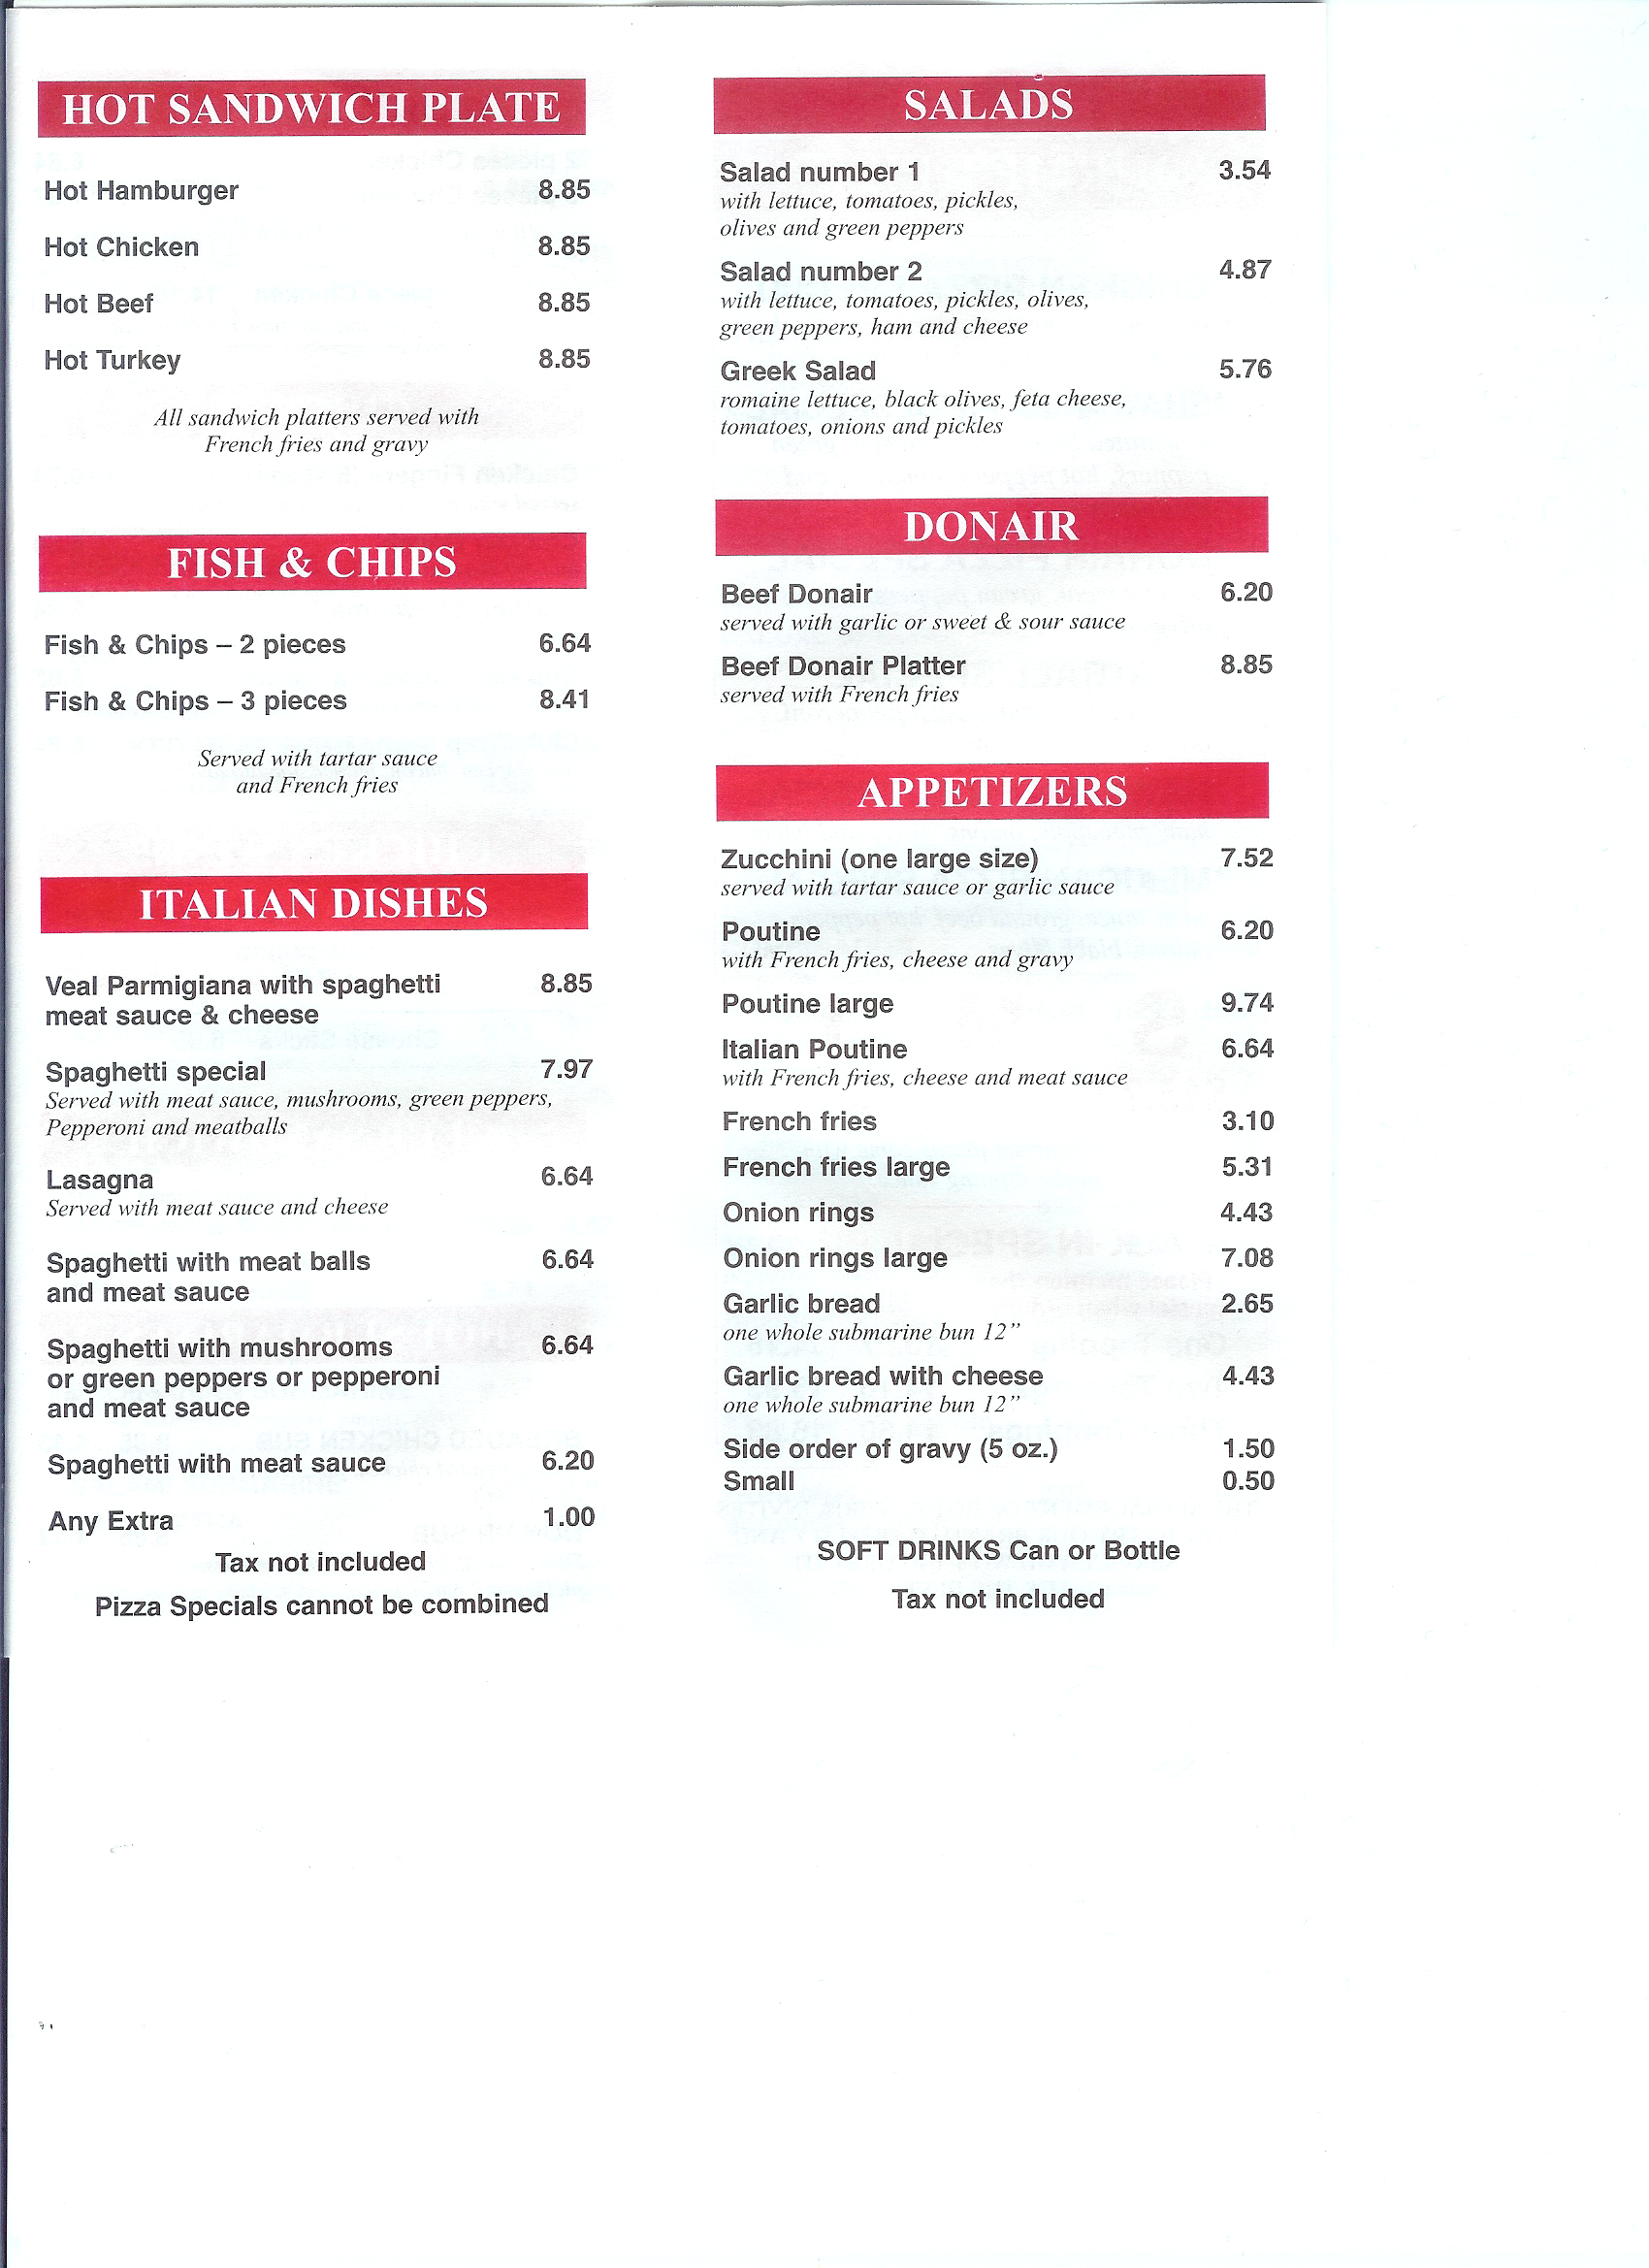 HOT SANDWICH PLATE
Hot Hamburger 8.85
Hot Chicken 8.85
Hot Beef 8.85
Hot Turkey 8.85
All sandwich platters served with
French fries and gravy
FISH & CHIPS
Fish & Chips – 2 pieces 6.64
Fish & Chips – 3 pieces 8.41
Served with tartar sauce
and French fries
ITALIAN DISHES
Veal Parmigiana with spaghetti 8.85
meat sauce & cheese
Spaghetti special 7.97
Served with meat sauce, mushrooms, green peppers,
Pepperoni and meatballs
Lasagna 6.64
Served with meat sauce and cheese
Spaghetti with meat balls 6.64
and meat sauce
Spaghetti with mushrooms 6.64
or green peppers or pepperoni
and meat sauce
Spaghetti with meat sauce 6.20
Any Extra 1.00
Tax not included
Pizza Specials cannot be combined
SALADS
Salad number 1 3.54
with lettuce, tomatoes, pickles,
olives and green peppers
Salad number 2 4.87
with lettuce, tomatoes, pickles, olives,
green peppers, ham and cheese
Greek Salad 5.76
romaine lettuce, black olives, feta cheese,
tomatoes, onions and pickles
DONAIR
Beef Donair 6.20
served with garlic or sweet & sour sauce
Beef Donair Platter 8.85
served with French fries
APPETIZERS
Zucchini (one large size) 7.52
served with tartar sauce or garlic sauce
Poutine 6.20
with French fries, cheese and gravy
Poutine large 9.74
Italian Poutine 6.64
with French fries, cheese and meat sauce
French fries 3.10
French fries large 5.31
Onion rings 4.43
Onion rings large 7.08
Garlic bread 2.65
one whole submarine bun 12”
Garlic bread with cheese 4.43
one whole submarine bun 12”
Side order of gravy (5 oz.) 1.50
Small 0.50
SOFT DRINKS Can or Bottle
Tax not included